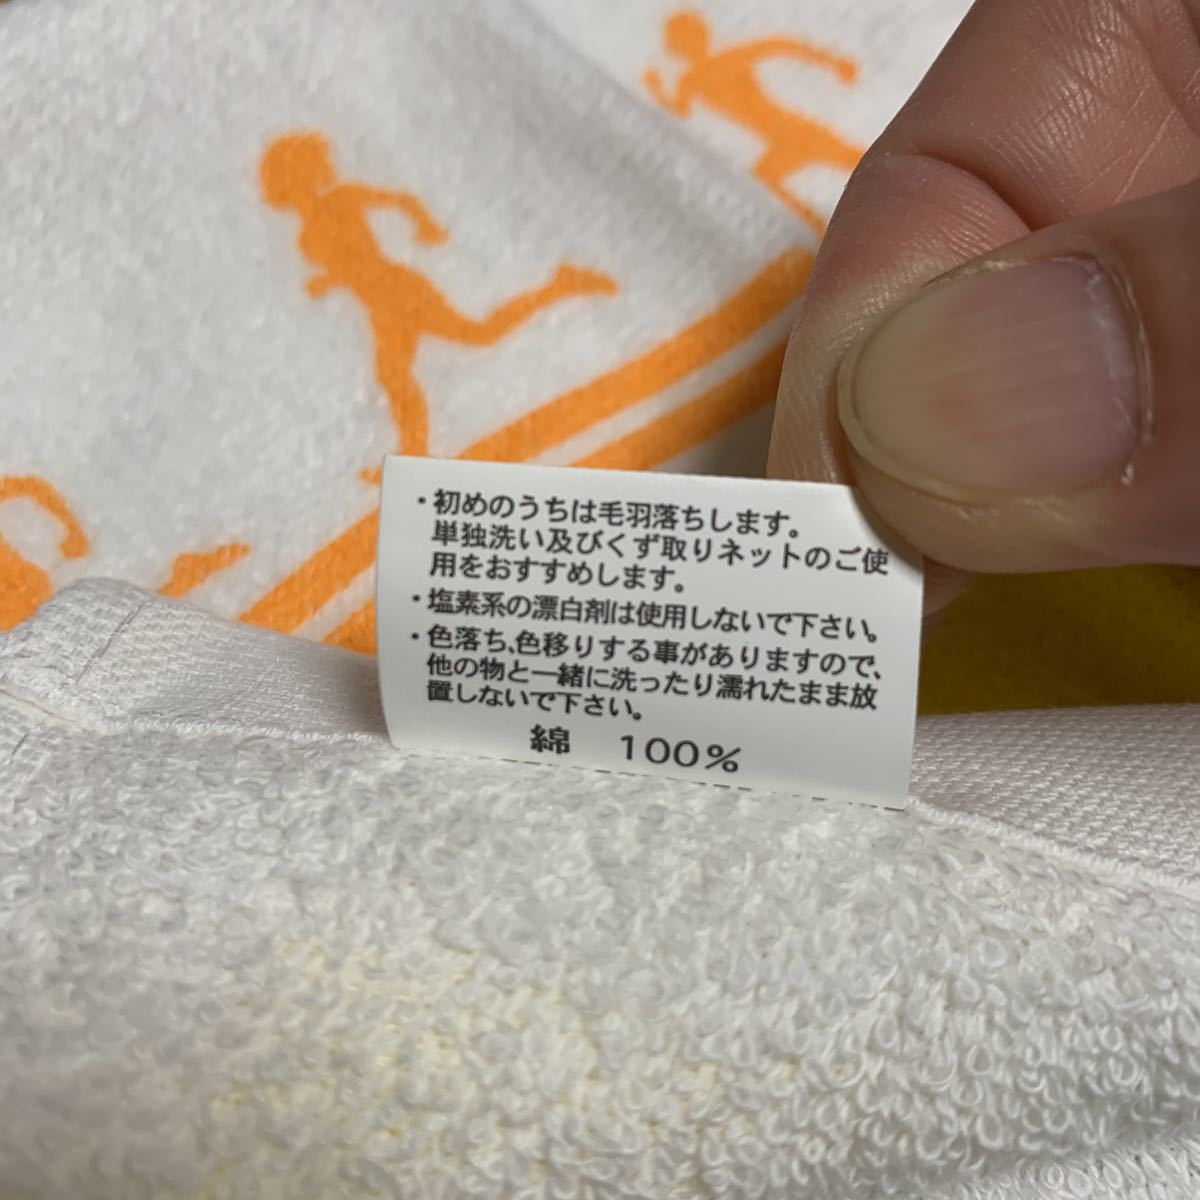 ・初めのうちは毛羽落ちします。
単独洗い及びくず取りネットのご使
用をおすすめします。
・塩素系の漂白剤は使用しないで下さい。
・色落ち、色移りする事がありますので、
他の物と一緒に洗ったり濡れたまま放
置しないで下さい。
綿　100%